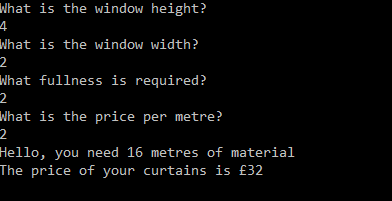 What is the window height?
4
What is the window width?
2
What fullness is required?
2
What is the price per metre?
2
Hello, you need 16 metres of material
The price of your curtains is £32